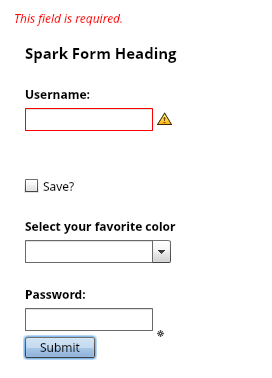 This field is required.
Spark Form Heading
Username:
Save?
Select your favorite color
Password:
Submit